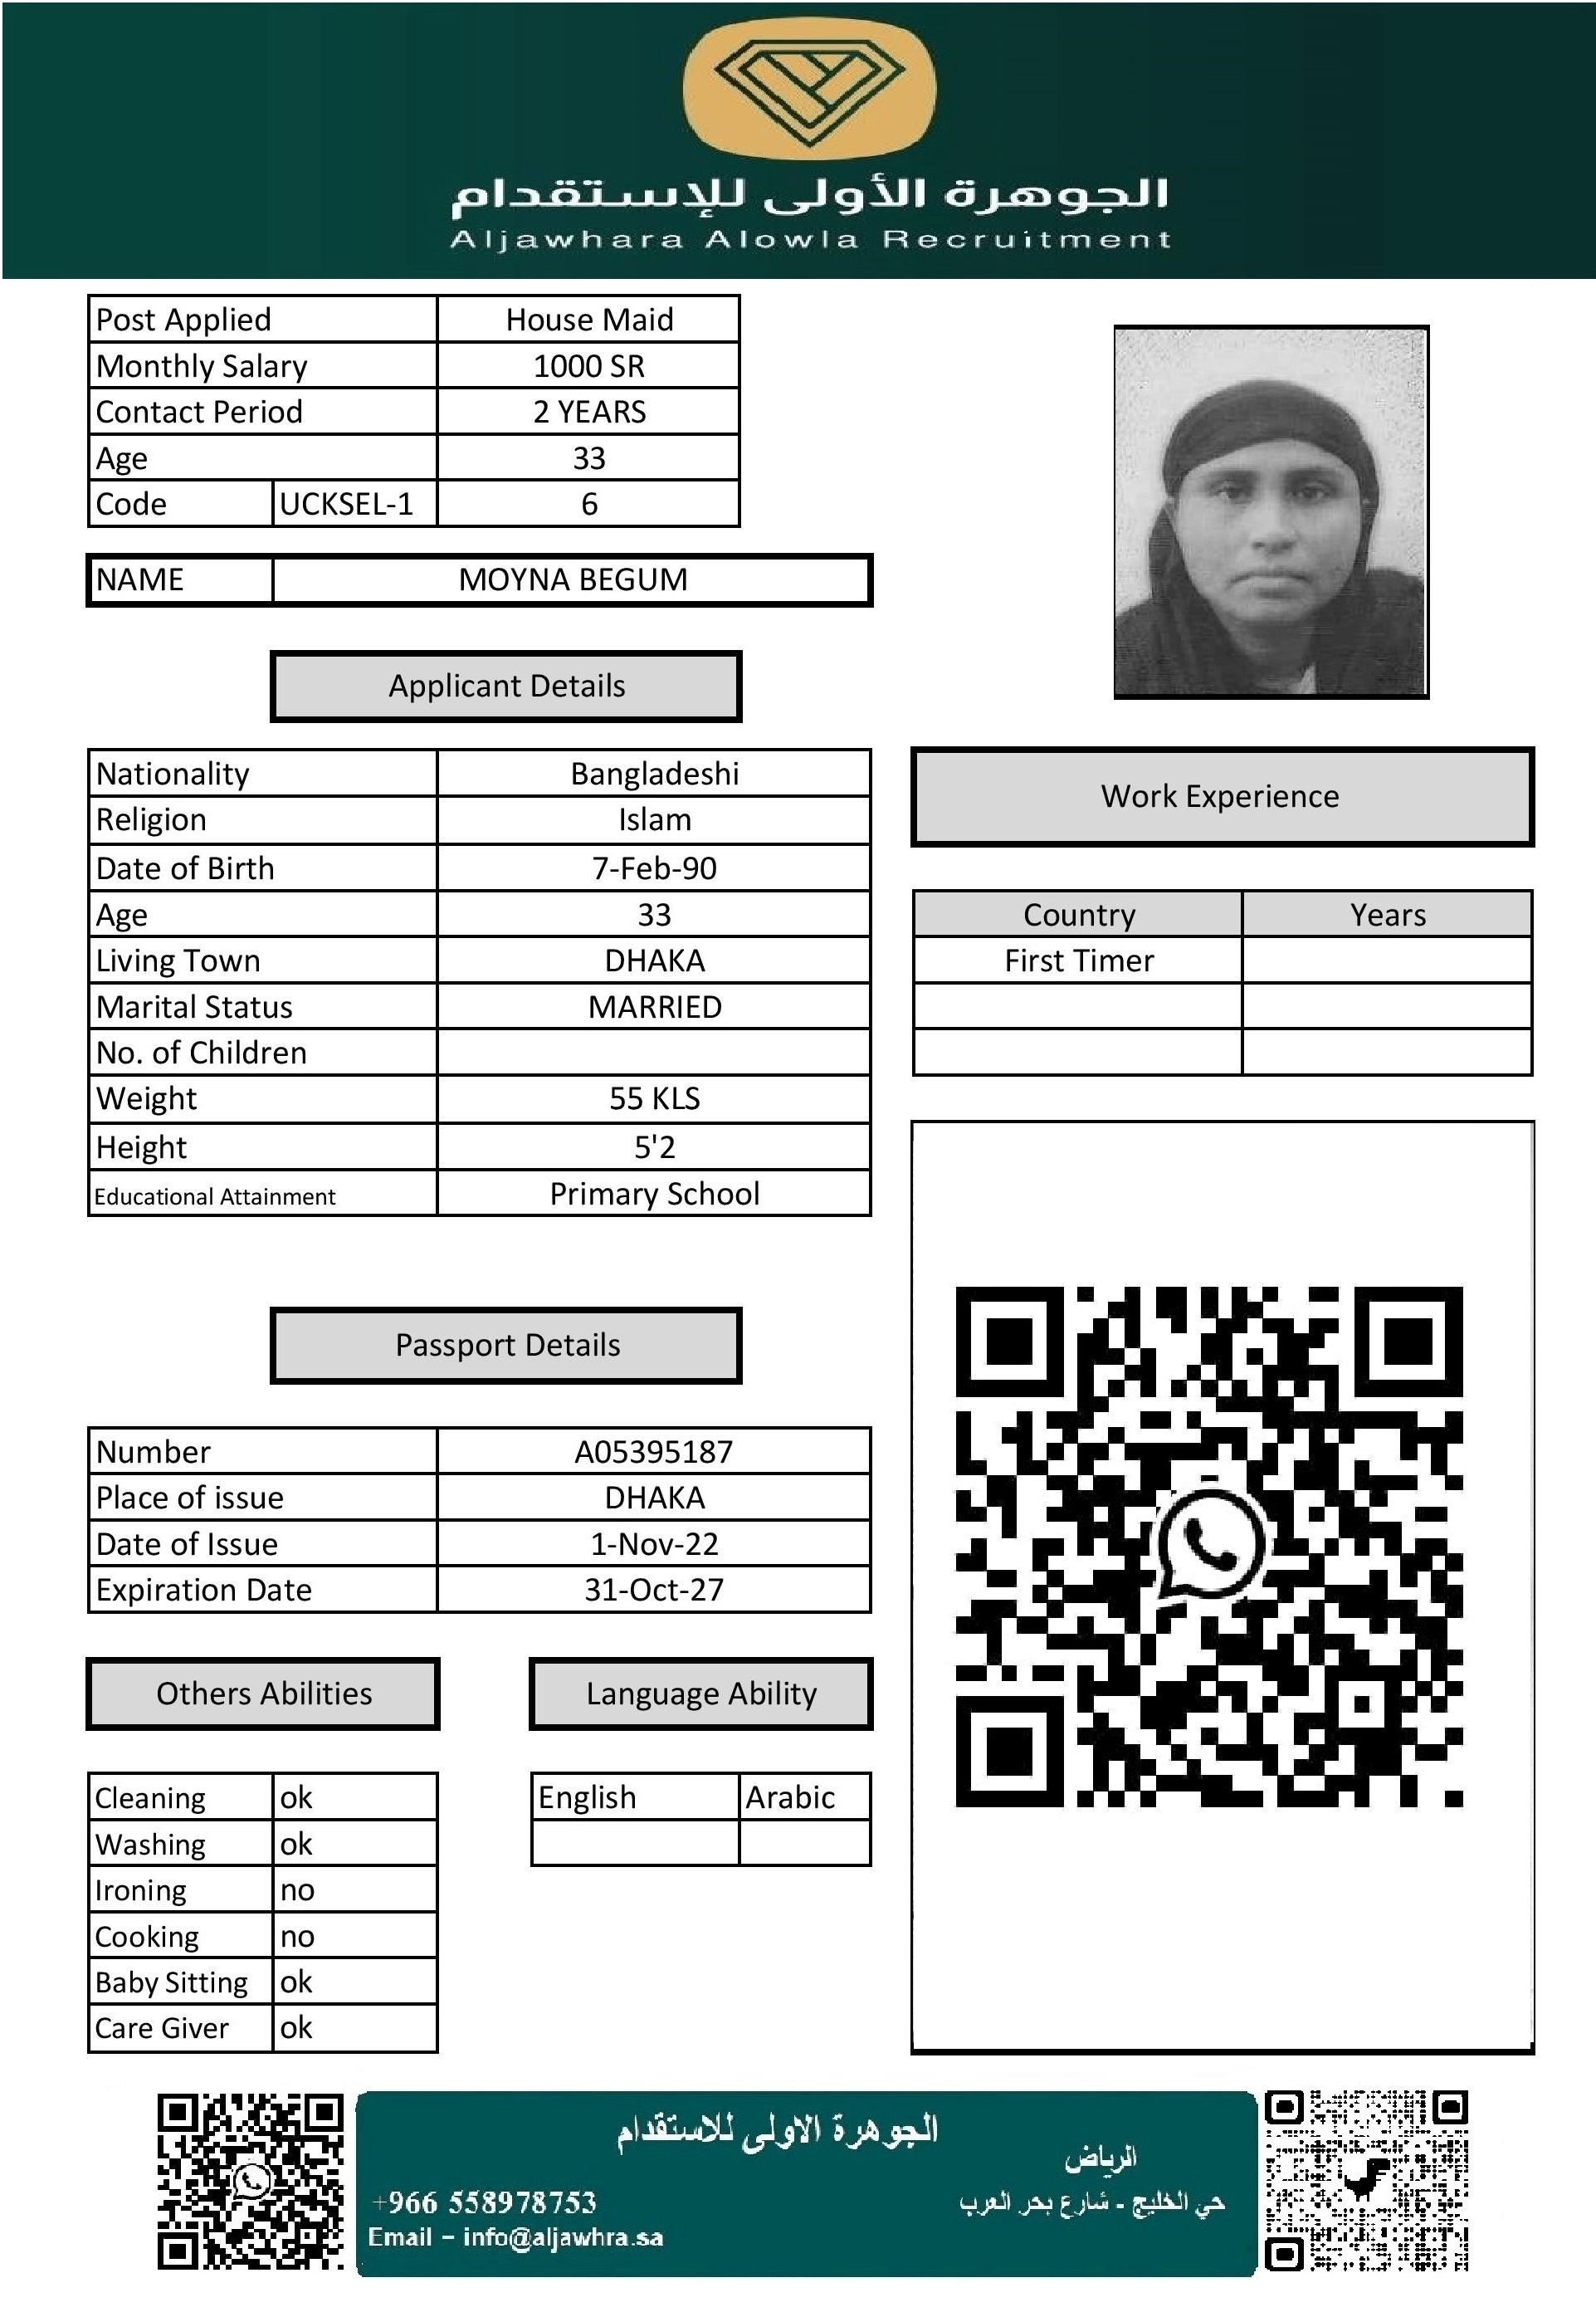 الجوهرة الأولى للإستقدام
Aljawhara Alowla Recruitment
Post Applied House Maid
Monthly Salary 1000 SR
Contact Period 2 YEARS
Age 33
Code UCKSEL-1 6
NAME MOYNA BEGUM
Applicant Details
Nationality Bangladeshi
Religion Islam
Date of Birth 7-Feb-90
Age 33
Living Town DHAKA
Marital Status MARRIED
No. of Children
Weight 55 KLS
Height 5'2
Educational Attainment Primary School
Work Experience
Country Years
First Timer
Passport Details
Number A05395187
Place of issue DHAKA
Date of Issue 1-Nov-22
Expiration Date 31-Oct-27
Others Abilities
Cleaning ok
Washing ok
Ironing no
Cooking no
Baby Sitting ok
Care Giver ok
Language Ability
English Arabic
الجوهرة الاولى للاستقدام
الرياض
حي الخليج - شارع بحر العرب
+966 558978753
Email – info@aljawhra.sa